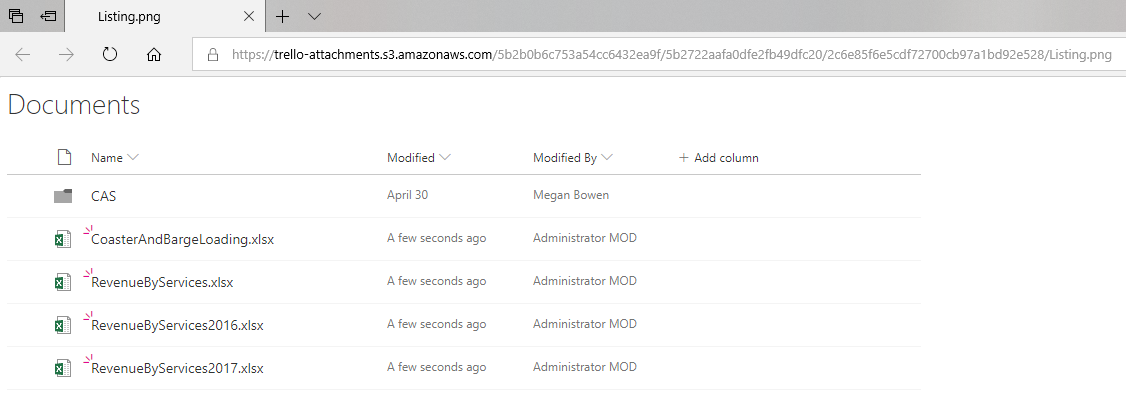 Listing.png
https://trello-attachments.s3.amazonaws.com/5b2b0b6c753a54cc6432ea9f/5b2722aafa0dfe2fb49dfc20/2c6e85f6e5cdf72700cb97a1bd92e528/Listing.png
Documents
Name Modified Modified By + Add column
CAS April 30 Megan Bowen
CoasterAndBargeLoading.xlsx A few seconds ago Administrator MOD
RevenueByServices.xlsx A few seconds ago Administrator MOD
RevenueByServices2016.xlsx A few seconds ago Administrator MOD
RevenueByServices2017.xlsx A few seconds ago Administrator MOD